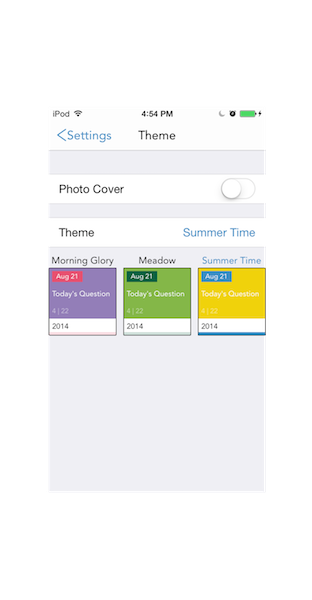 iPod 4:54 PM
Settings Theme
Photo Cover
Theme Summer Time
Morning Glory Meadow Summer Time
Aug 21 Aug 21 Aug 21
Today's Question Today's Question Today's Question
4 | 22 4 | 22 4 | 22
2014 2014 2014